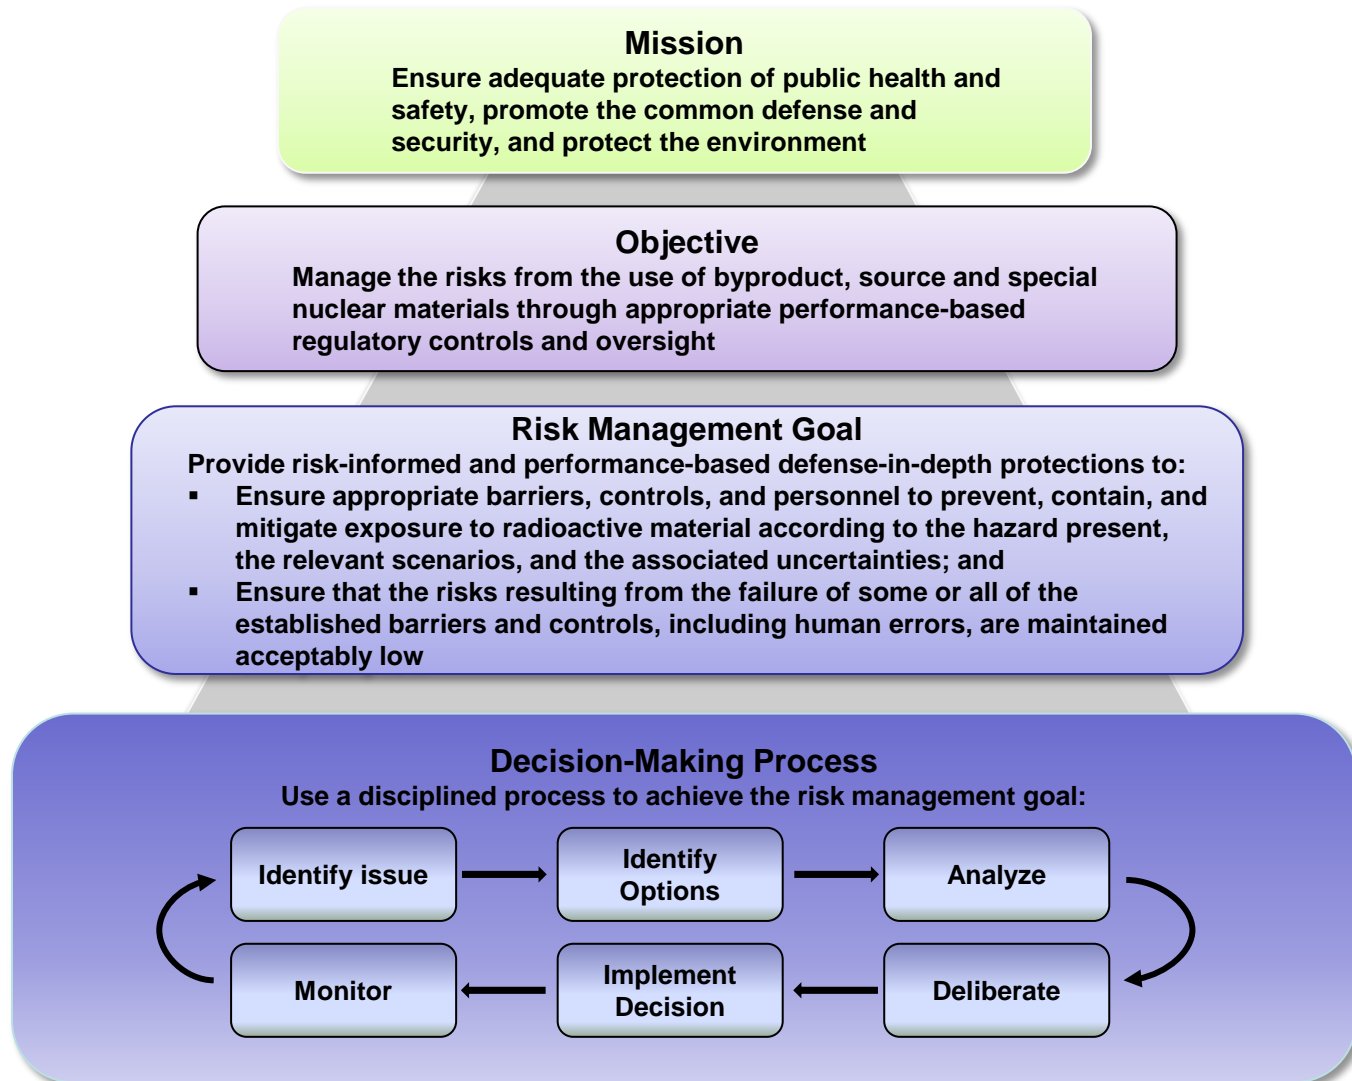 Mission
Ensure adequate protection of public health and
safety, promote the common defense and
security, and protect the environment
Objective
Manage the risks from the use of byproduct, source and special
nuclear materials through appropriate performance-based
regulatory controls and oversight
Risk Management Goal
Provide risk-informed and performance-based defense-in-depth protections to:
▪ Ensure appropriate barriers, controls, and personnel to prevent, contain, and
mitigate exposure to radioactive material according to the hazard present,
the relevant scenarios, and the associated uncertainties; and
▪ Ensure that the risks resulting from the failure of some or all of the
established barriers and controls, including human errors, are maintained
acceptably low
Decision-Making Process
Use a disciplined process to achieve the risk management goal:
Identify issue
Identify
Options
Analyze
Deliberate
Implement
Decision
Monitor